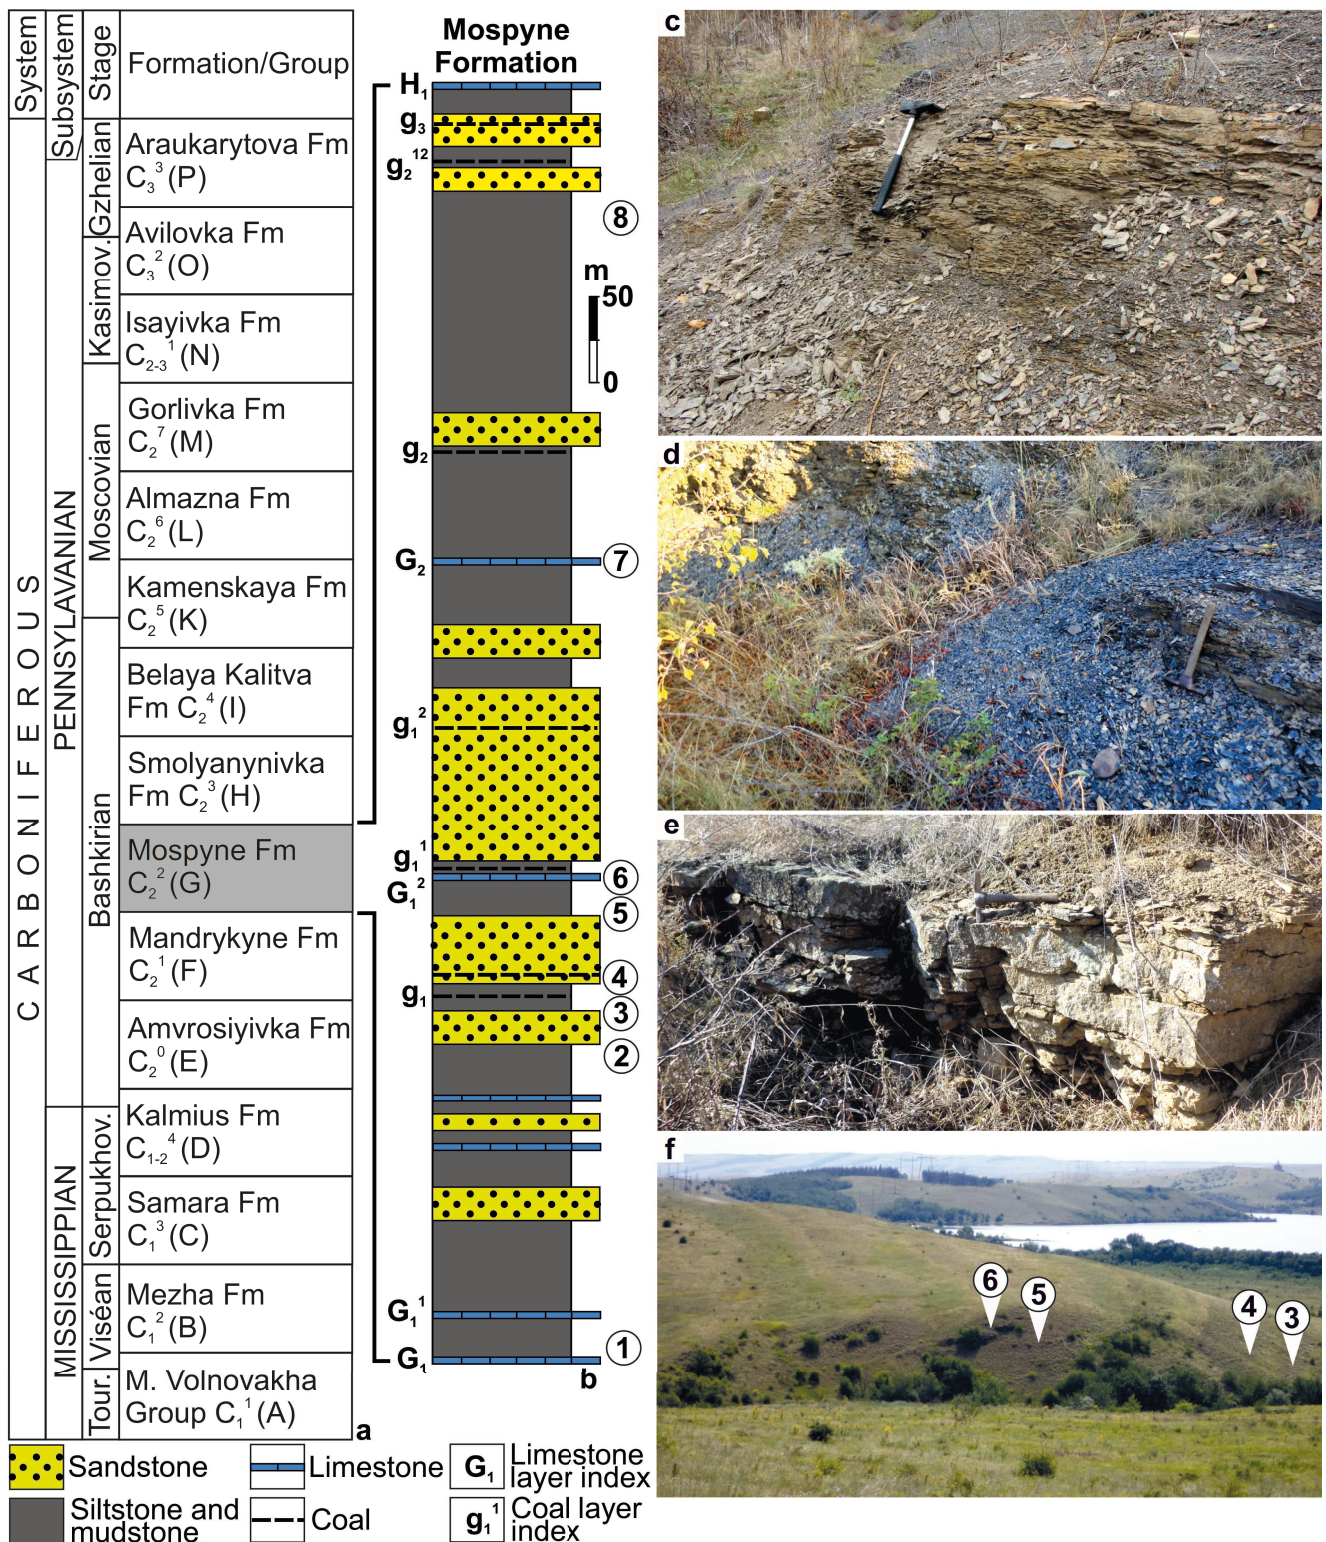 System
Subsystem
Stage
Formation/Group
CARBONIFEROUS
PENNSYLAVANIAN
MISSISSIPPIAN
Gzhelian
Kasimov.
Moscovian
Bashkirian
Serpukhov.
Viséan
Tour.
Araukarytova Fm
C₃³ (P)
Avilovka Fm
C₃² (O)
Isayivka Fm
C₂₋₃¹ (N)
Gorlivka Fm
C₂⁷ (M)
Almazna Fm
C₂⁶ (L)
Kamenskaya Fm
C₂⁵ (K)
Belaya Kalitva
Fm C₂⁴ (I)
Smolyanynivka
Fm C₂³ (H)
Mospyne Fm
C₂² (G)
Mandrykyne Fm
C₂¹ (F)
Amvrosiyivka Fm
C₂⁰ (E)
Kalmius Fm
C₁₋₂⁴ (D)
Samara Fm
C₁³ (C)
Mezha Fm
C₁² (B)
M. Volnovakha
Group C₁¹ (A)
a
Mospyne
Formation
H₁
g₃
g₂¹²
8
m
50
0
g₂
G₂
7
g₁²
g₁¹
6
G₁²
5
4
g₁
3
2
G₁¹
1
G₁
b
Sandstone
Limestone
G₁
Limestone
layer index
Siltstone and
mudstone
Coal
g₁¹
Coal layer
index
c
d
e
f
6
5
4
3